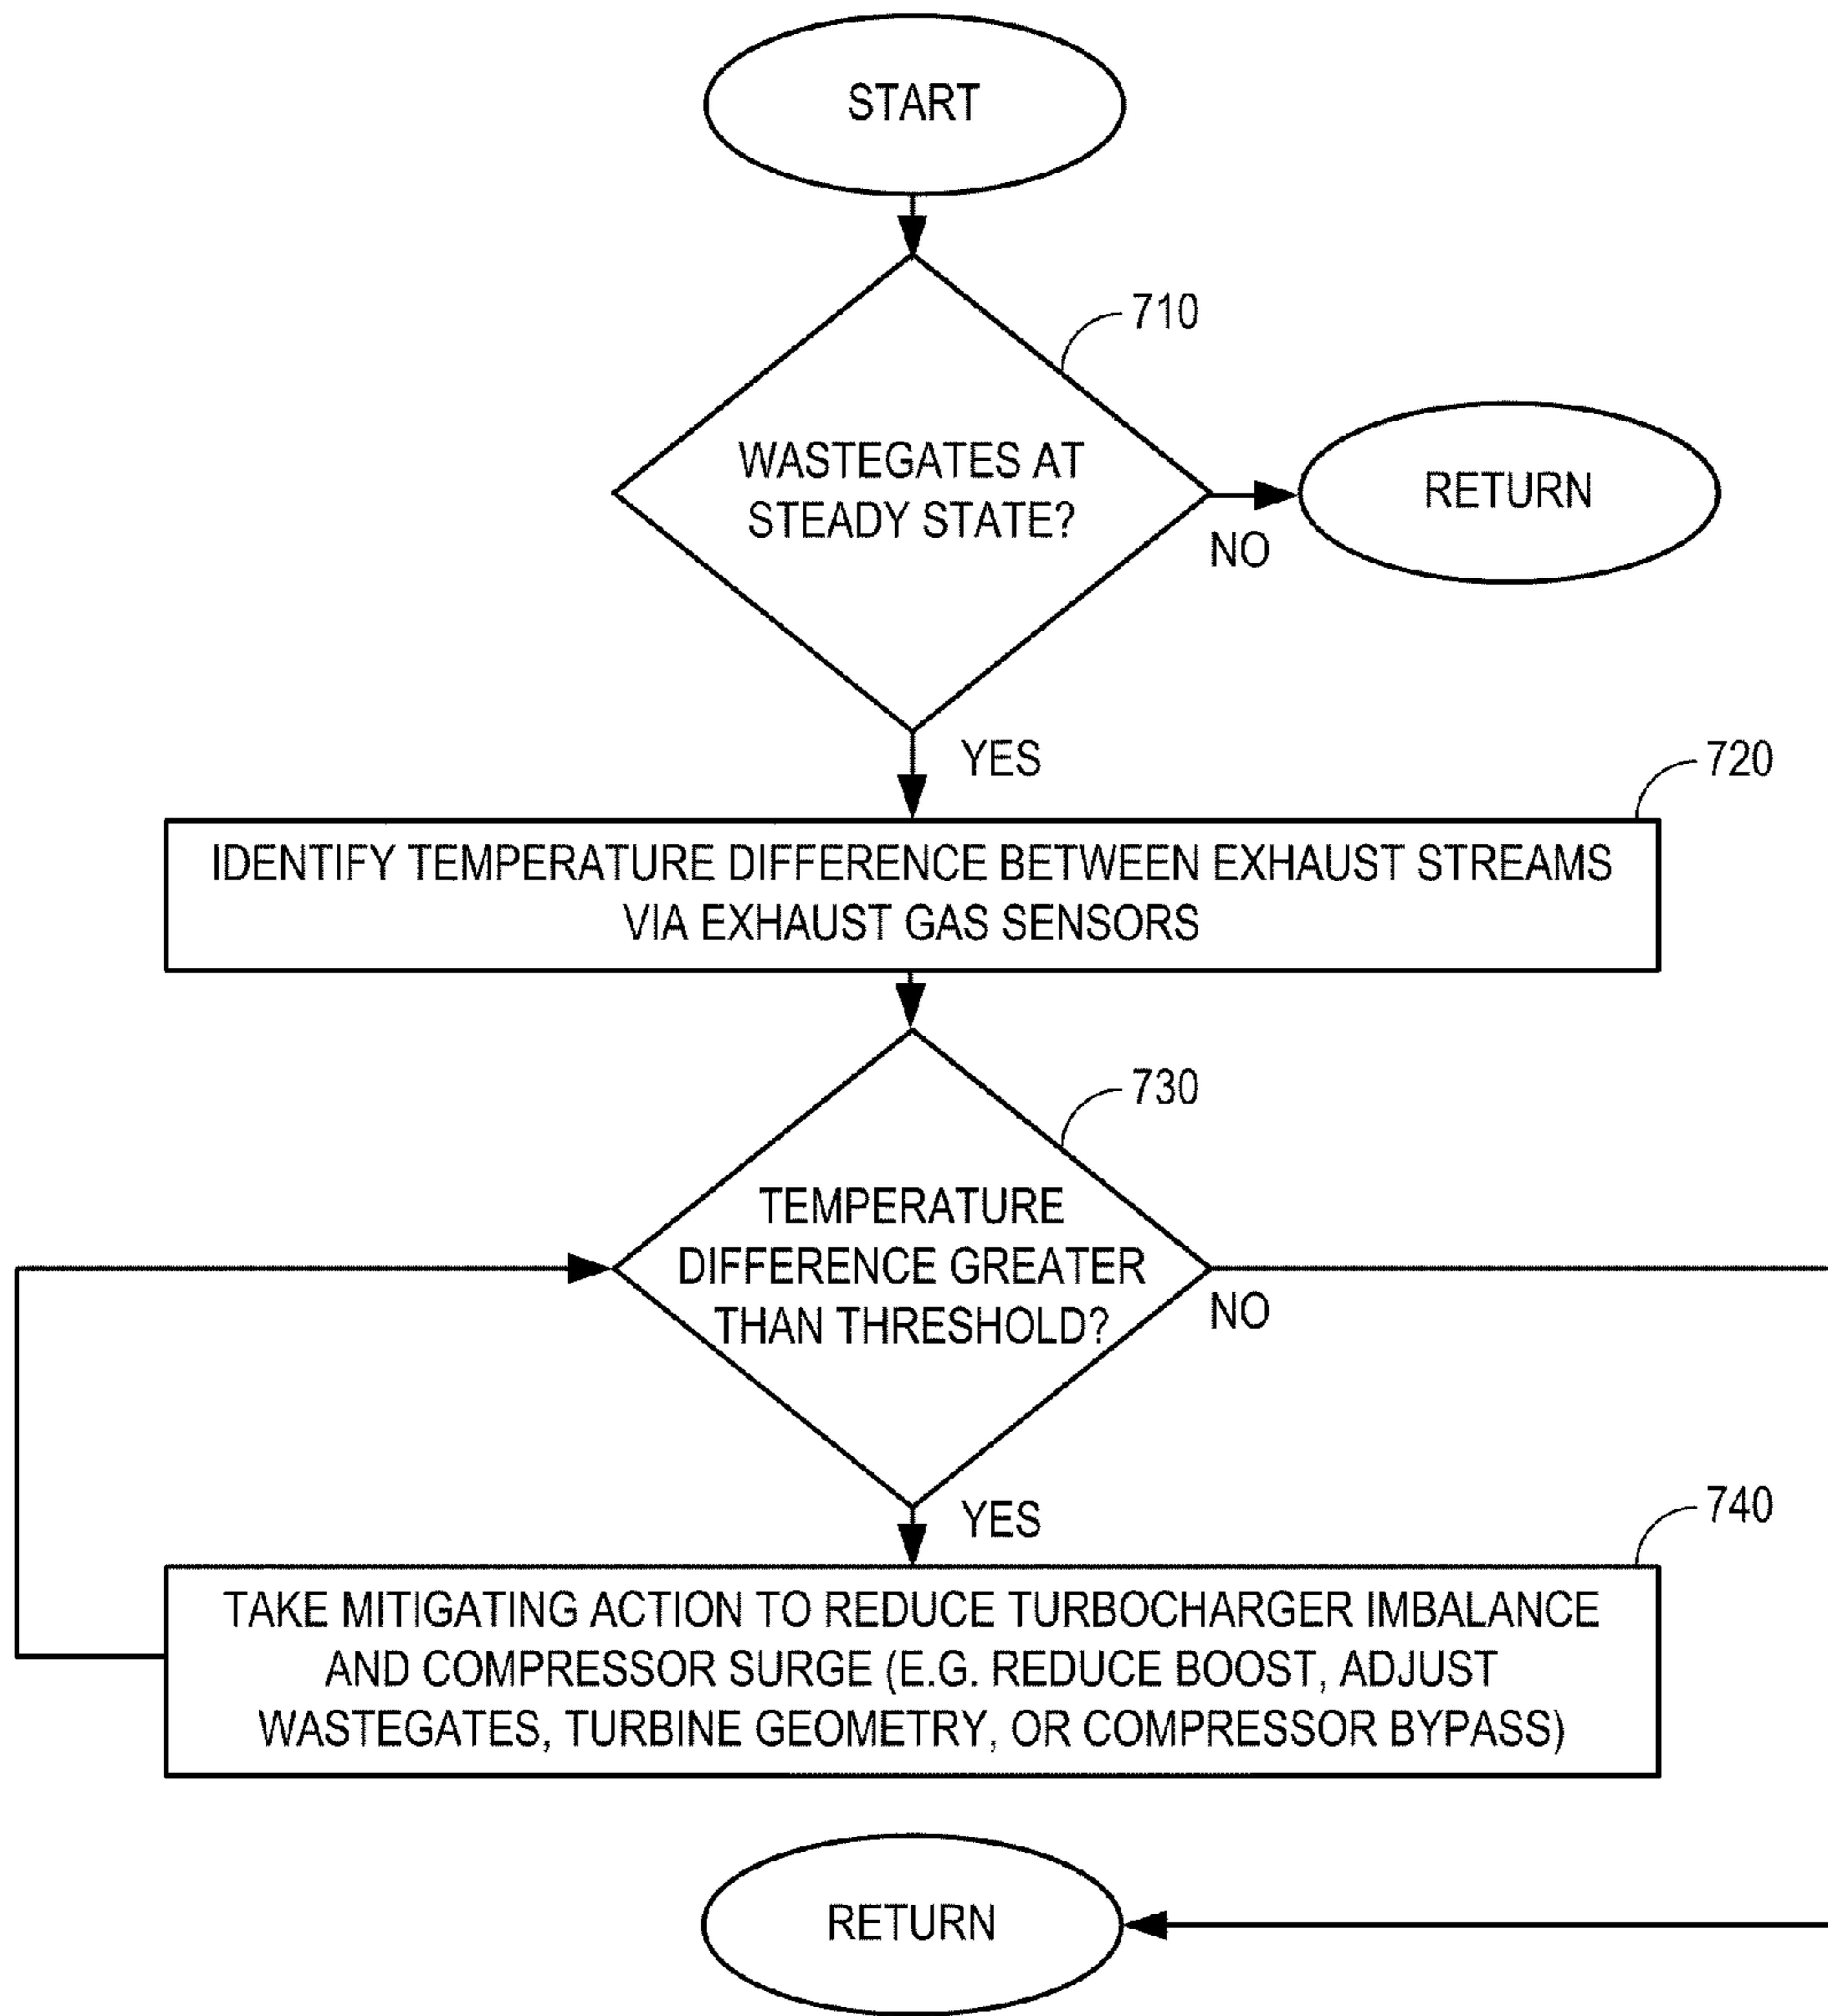 START
710
WASTEGATES AT
STEADY STATE?
NO
RETURN
YES
720
IDENTIFY TEMPERATURE DIFFERENCE BETWEEN EXHAUST STREAMS
VIA EXHAUST GAS SENSORS
730
TEMPERATURE
DIFFERENCE GREATER
THAN THRESHOLD?
NO
YES
740
TAKE MITIGATING ACTION TO REDUCE TURBOCHARGER IMBALANCE
AND COMPRESSOR SURGE (E.G. REDUCE BOOST, ADJUST
WASTEGATES, TURBINE GEOMETRY, OR COMPRESSOR BYPASS)
RETURN